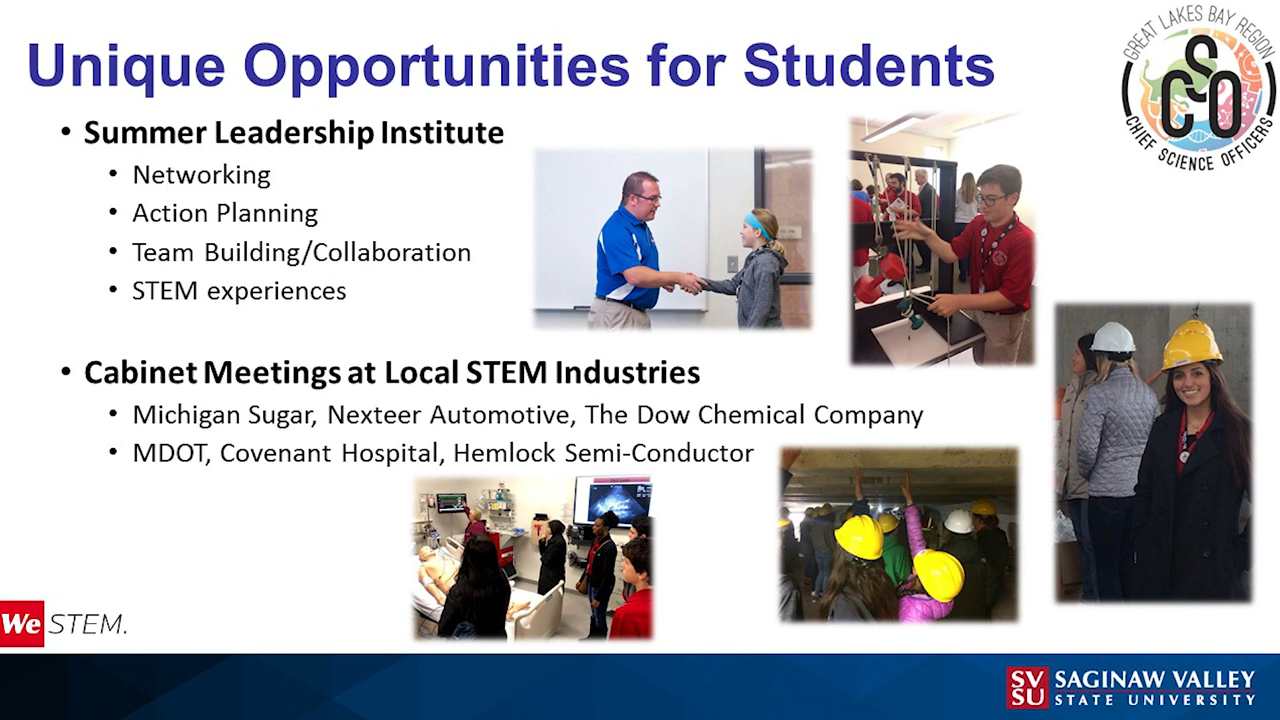 Unique Opportunities for Students
GREAT LAKES BAY REGION
CSO
CHIEF SCIENCE OFFICERS
• Summer Leadership Institute
• Networking
• Action Planning
• Team Building/Collaboration
• STEM experiences
• Cabinet Meetings at Local STEM Industries
• Michigan Sugar, Nexteer Automotive, The Dow Chemical Company
• MDOT, Covenant Hospital, Hemlock Semi-Conductor
We STEM.
SV
SU
SAGINAW VALLEY
STATE UNIVERSITY